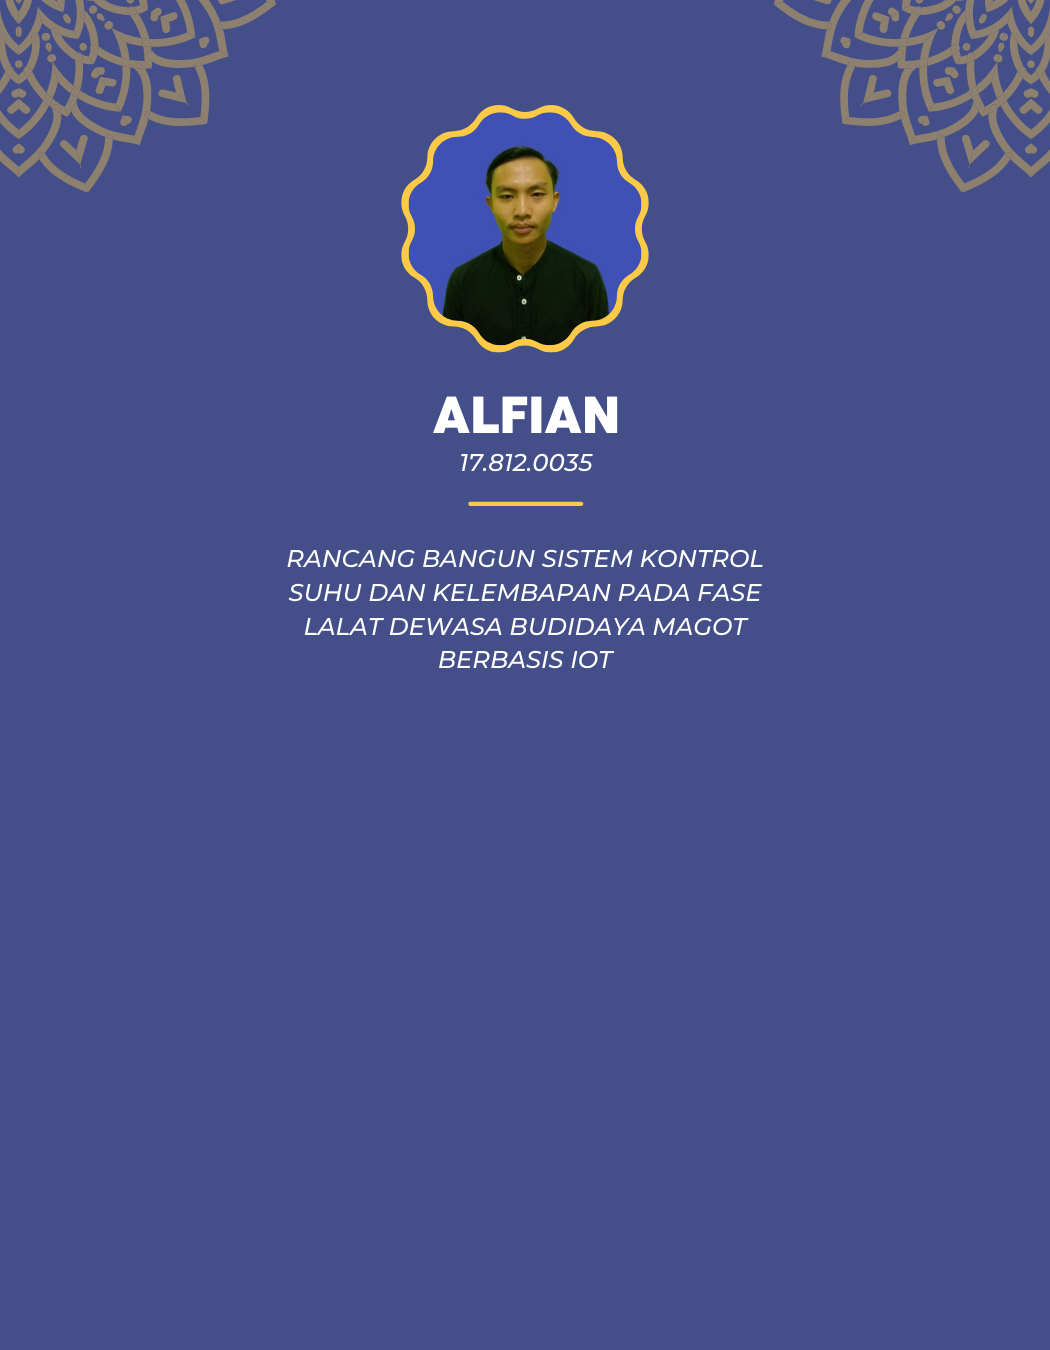 ALFIAN
17.812.0035
RANCANG BANGUN SISTEM KONTROL
SUHU DAN KELEMBAPAN PADA FASE
LALAT DEWASA BUDIDAYA MAGOT
BERBASIS IOT